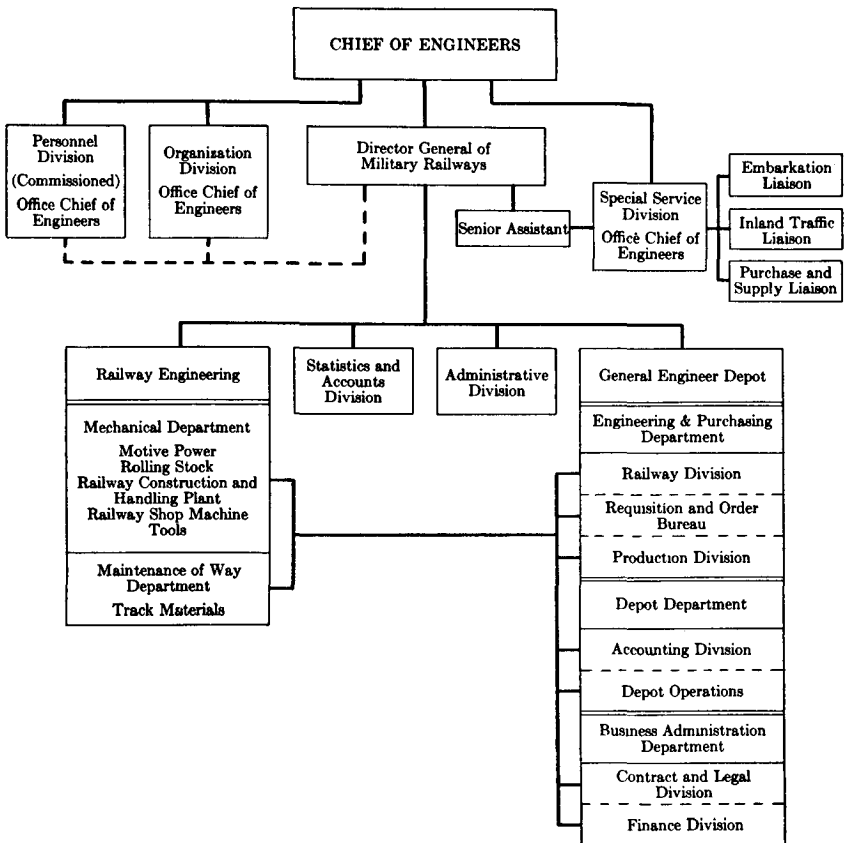 CHIEF OF ENGINEERS
Personnel
Division
(Commissioned)
Office Chief of
Engineers
Organization
Division
Office Chief of
Engineers
Director General of
Military Railways
Senior Assistant
Special Service
Division
Office Chief of
Engineers
Embarkation
Liaison
Inland Traffic
Liaison
Purchase and
Supply Liaison
Railway Engineering
Mechanical Department
Motive Power
Rolling Stock
Railway Construction and
Handling Plant
Railway Shop Machine
Tools
Maintenance of Way
Department
Track Materials
Statistics and
Accounts
Division
Administrative
Division
General Engineer Depot
Engineering & Purchasing
Department
Railway Division
Requisition and Order
Bureau
Production Division
Depot Department
Accounting Division
Depot Operations
Business Administration
Department
Contract and Legal
Division
Finance Division